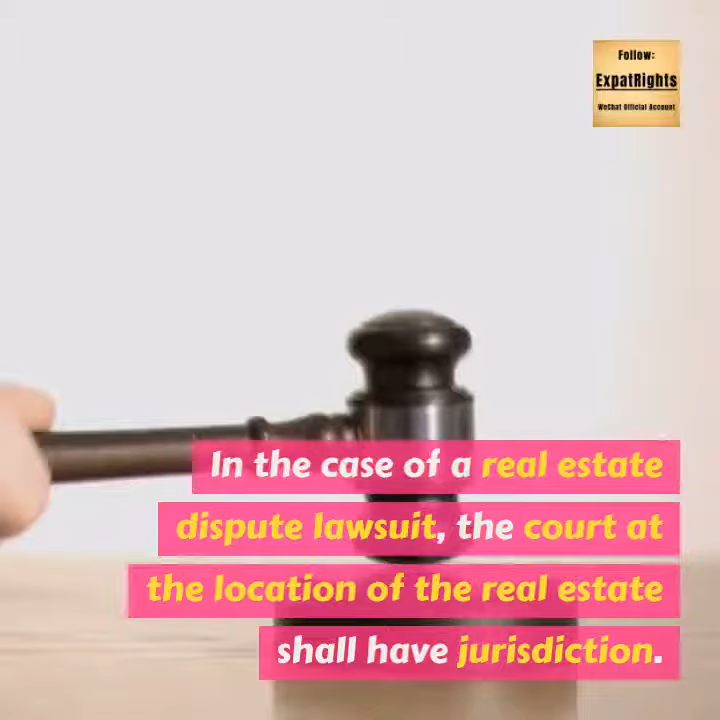 Follow:
ExpatRights
WeChat Official Account
In the case of a real estate
dispute lawsuit, the court at
the location of the real estate
shall have jurisdiction.